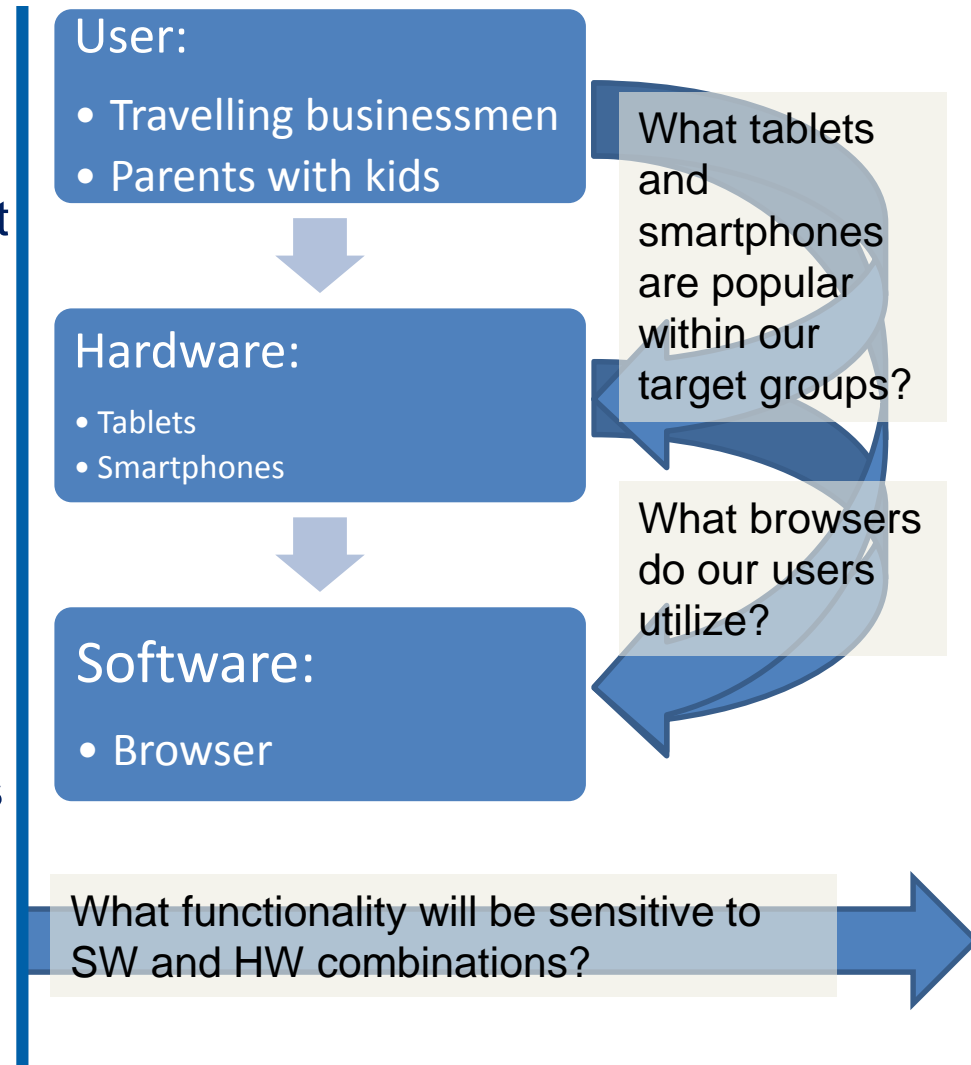 User:
• Travelling businessmen
• Parents with kids
t
What tablets
and
smartphones
are popular
within our
target groups?
Hardware:
• Tablets
• Smartphones
What browsers
do our users
utilize?
Software:
• Browser
s
What functionality will be sensitive to
SW and HW combinations?